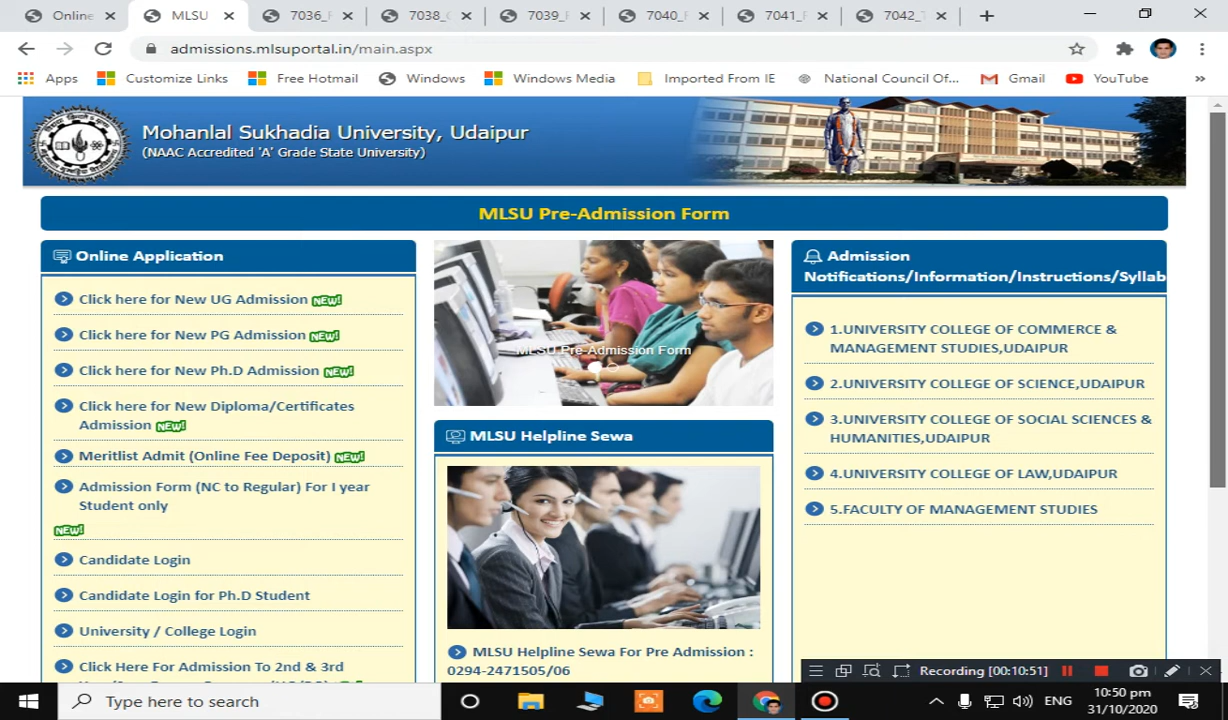 Online
MLSU
7036_
7038_
7039_
7040_
7041_
7042_
admissions.mlsuportal.in/main.aspx
Apps
Customize Links
Free Hotmail
Windows
Windows Media
Imported From IE
National Council Of...
Gmail
YouTube
»
Mohanlal Sukhadia University, Udaipur
(NAAC Accredited 'A' Grade State University)
MLSU Pre-Admission Form
Online Application
Click here for New UG Admission NEW!
Click here for New PG Admission NEW!
Click here for New Ph.D Admission NEW!
Click here for New Diploma/Certificates
Admission NEW!
Meritlist Admit (Online Fee Deposit) NEW!
Admission Form (NC to Regular) For I year
Student only
NEW!
Candidate Login
Candidate Login for Ph.D Student
University / College Login
Click Here For Admission To 2nd & 3rd
MLSU Pre-Admission Form
MLSU Helpline Sewa
MLSU Helpline Sewa For Pre Admission :
0294-2471505/06
Admission
Notifications/Information/Instructions/Syllab
1.UNIVERSITY COLLEGE OF COMMERCE &
MANAGEMENT STUDIES,UDAIPUR
2.UNIVERSITY COLLEGE OF SCIENCE,UDAIPUR
3.UNIVERSITY COLLEGE OF SOCIAL SCIENCES &
HUMANITIES,UDAIPUR
4.UNIVERSITY COLLEGE OF LAW,UDAIPUR
5.FACULTY OF MANAGEMENT STUDIES
Recording [00:10:51]
Type here to search
ENG
10:50 pm
31/10/2020